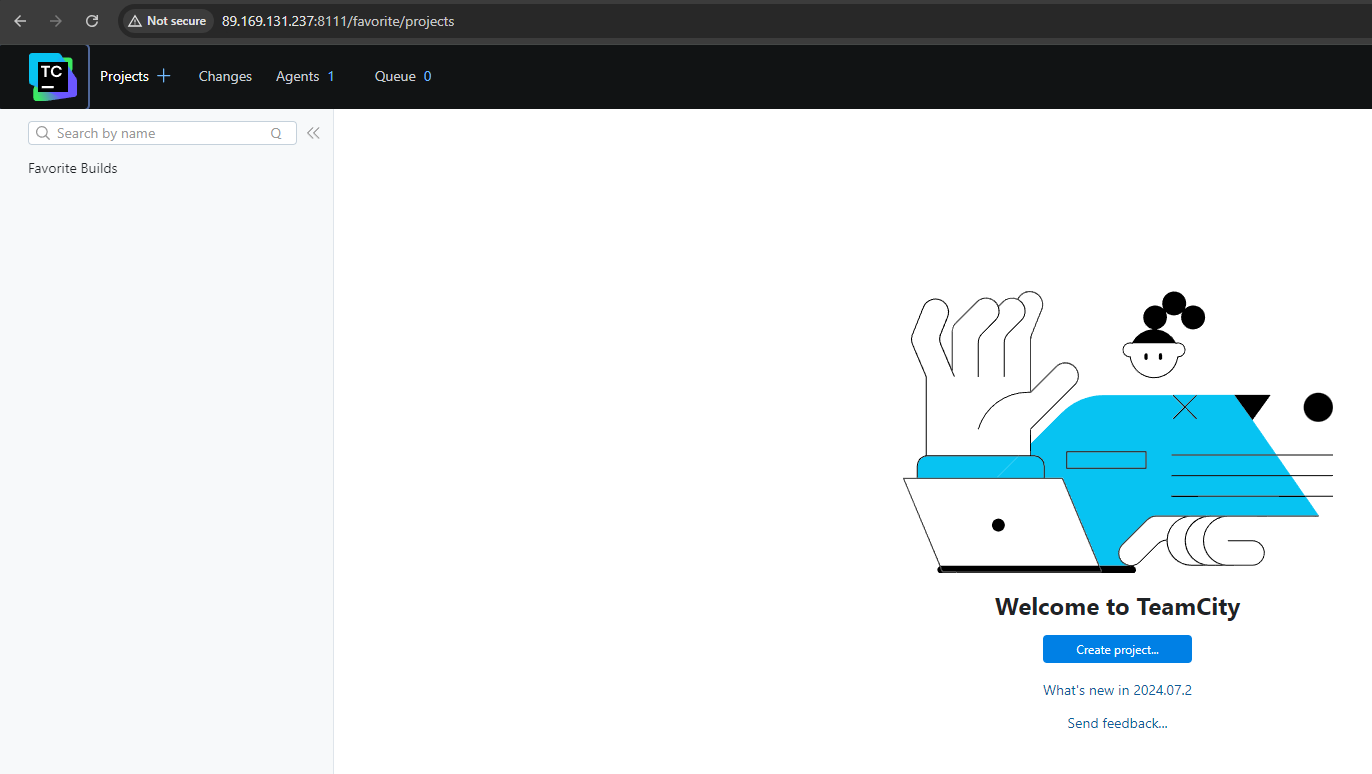 Not secure 89.169.131.237:8111/favorite/projects
TC Projects Changes Agents 1 Queue 0
Search by name Q
Favorite Builds
Welcome to TeamCity
Create project...
What's new in 2024.07.2
Send feedback...